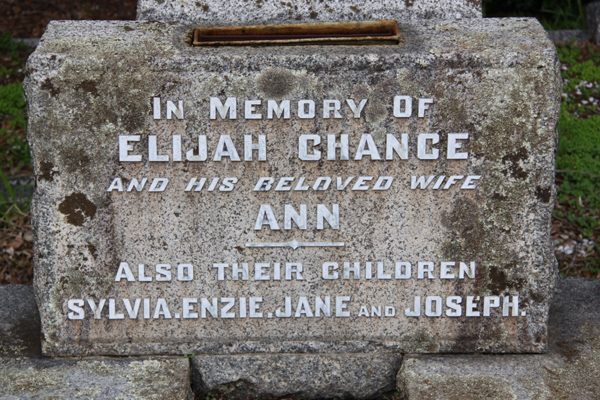 In Memory Of
ELIJAH CHANCE
AND HIS BELOVED WIFE
ANN
ALSO THEIR CHILDREN
SYLVIA. ENZIE. JANE AND JOSEPH.